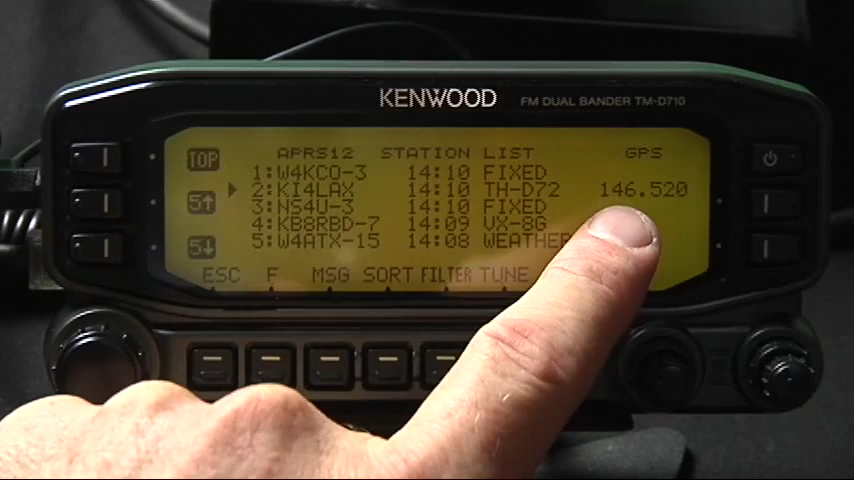 KENWOOD FM DUAL BANDER TM-D710
TOP APRS12 STATION LIST GPS
1:W4KCO-3 14:10 FIXED
2:KI4LAX 14:10 TH-D72 146.520
5↑ 3:NS4U-3 14:10 FIXED
4:KB8RBD-7 14:09 VX-8G
5↓ 5:W4ATX-15 14:08 WEATHER
ESC F MSG SORT FILTER TUNE